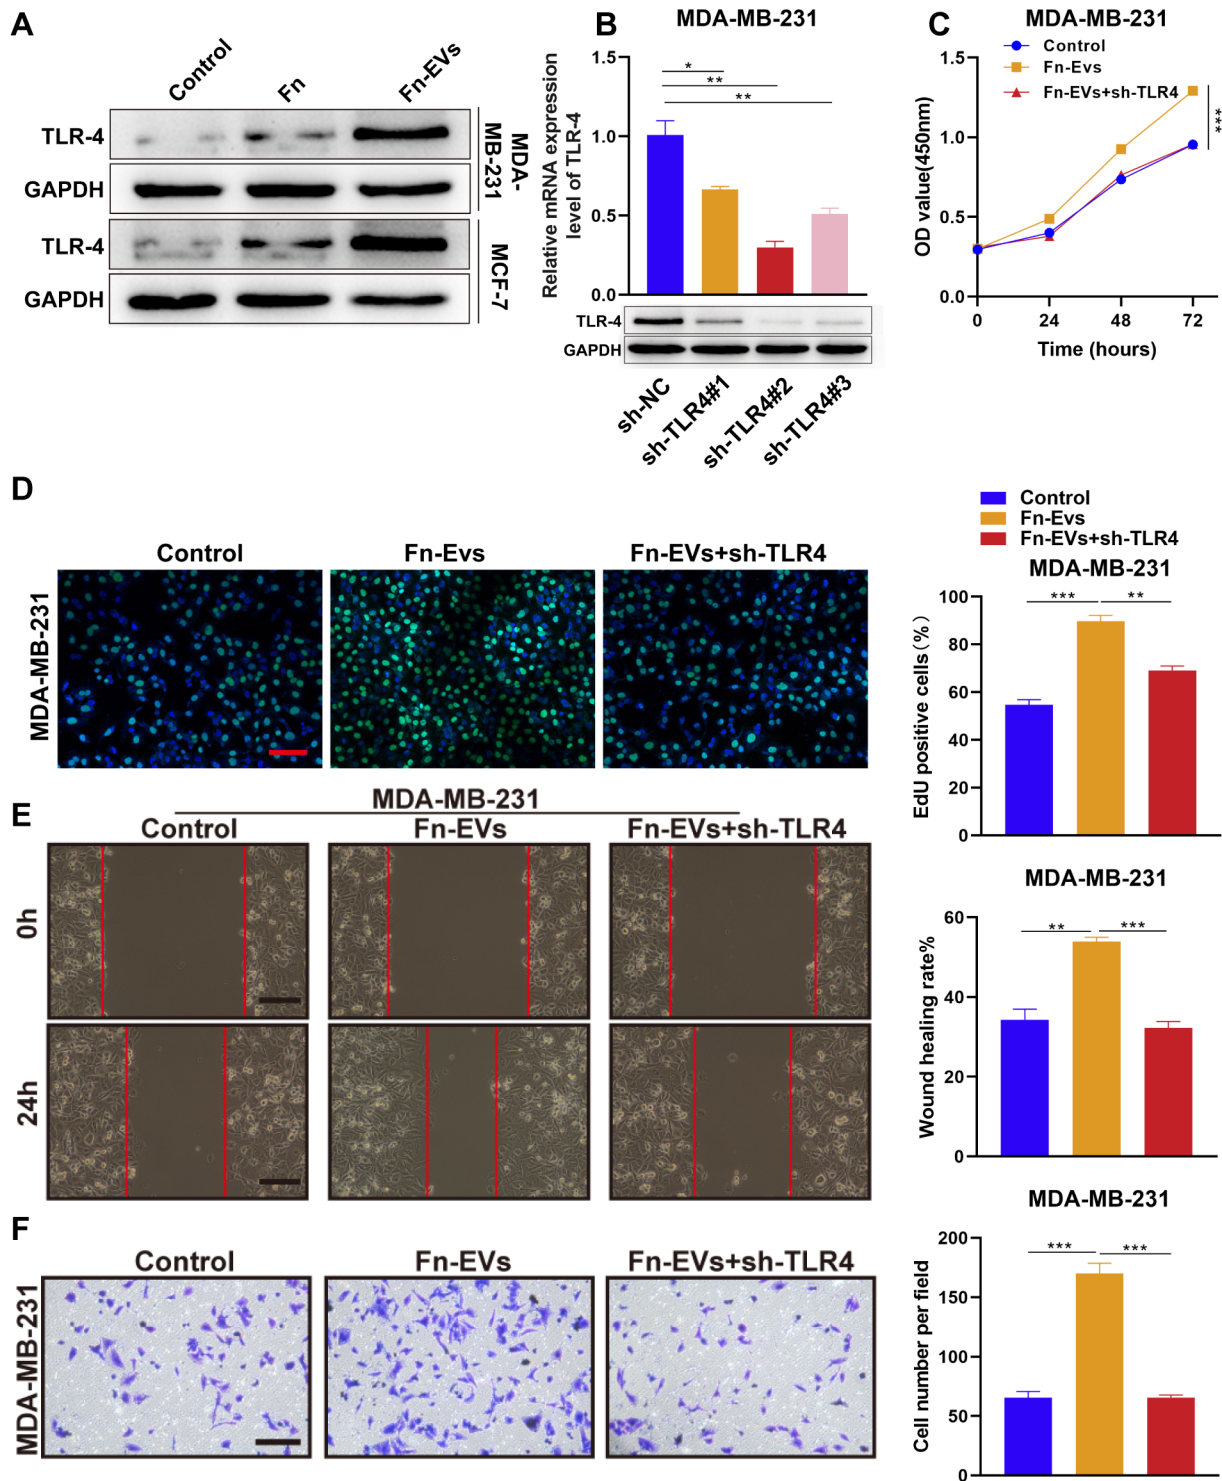 A
Control
Fn
Fn-EVs
TLR-4
GAPDH
MDA-
MB-231
TLR-4
GAPDH
MCF-7
B
MDA-MB-231
Relative mRNA expression
level of TLR-4
1.5
1.0
0.5
0.0
*
**
**
TLR-4
GAPDH
sh-NC
sh-TLR4#1
sh-TLR4#2
sh-TLR4#3
C
MDA-MB-231
Control
Fn-Evs
Fn-EVs+sh-TLR4
OD value(450nm)
1.5
1.0
0.5
0.0
0
24
48
72
Time (hours)
***
D
Control
Fn-Evs
Fn-EVs+sh-TLR4
MDA-MB-231
Control
Fn-Evs
Fn-EVs+sh-TLR4
MDA-MB-231
EdU positive cells(%)
100
80
60
40
20
0
***
**
E
MDA-MB-231
Control
Fn-EVs
Fn-EVs+sh-TLR4
0h
24h
MDA-MB-231
Wound healing rate%
60
40
20
0
**
***
F
Control
Fn-EVs
Fn-EVs+sh-TLR4
MDA-MB-231
MDA-MB-231
Cell number per field
200
150
100
50
0
***
***